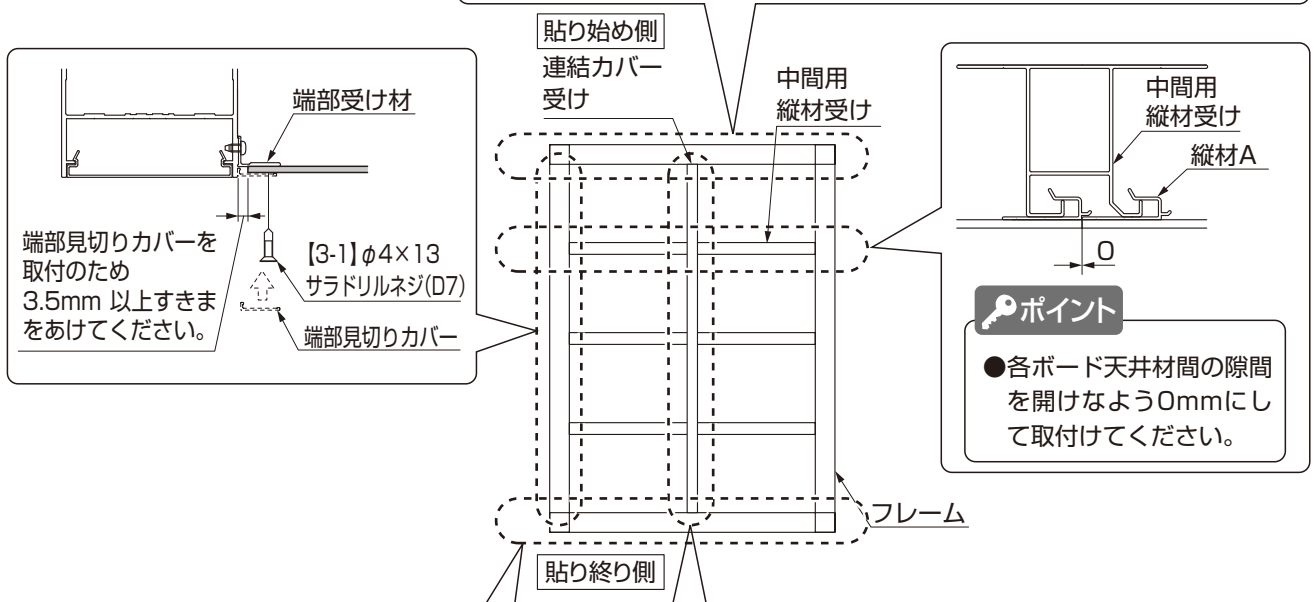 貼り始め側
連結カバー
受け
中間用
縦材受け
端部受け材
端部見切りカバーを
取付のため
3.5mm 以上すきま
をあけてください。
【3-1】φ4×13
サラドリルネジ(D7)
端部見切りカバー
中間用
縦材受け
縦材A
0
ポイント
●各ボード天井材間の隙間
を開けなよう0mmにし
て取付けてください。
フレーム
貼り終り側